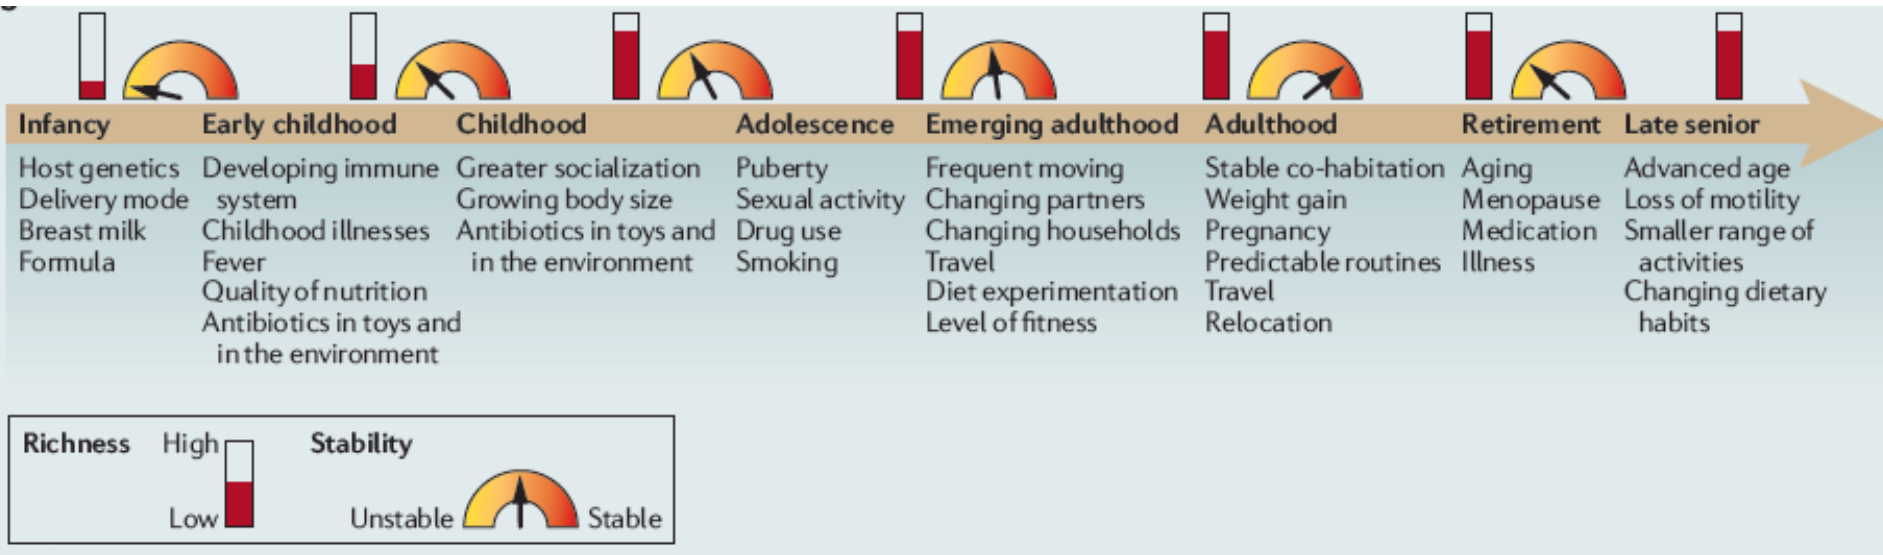 Infancy
Host genetics
Delivery mode
Breast milk
Formula
Early childhood
Developing immune
system
Childhood illnesses
Fever
Quality of nutrition
Antibiotics in toys and
in the environment
Childhood
Greater socialization
Growing body size
Antibiotics in toys and
in the environment
Adolescence
Puberty
Sexual activity
Drug use
Smoking
Emerging adulthood
Frequent moving
Changing partners
Changing households
Travel
Diet experimentation
Level of fitness
Adulthood
Stable co-habitation
Weight gain
Pregnancy
Predictable routines
Travel
Relocation
Retirement
Aging
Menopause
Medication
Illness
Late senior
Advanced age
Loss of motility
Smaller range of
activities
Changing dietary
habits
Richness
High
Low
Stability
Unstable
Stable